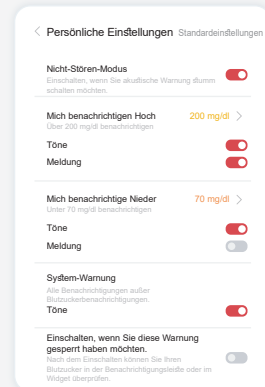 Persönliche Einstellungen Standardeinstellungen
Nicht-Stören-Modus
Einschalten, wenn Sie akustische Warnung stumm
schalten möchten.
Mich benachrichtigen Hoch 200 mg/dl
Über 200 mg/dl benachrichtigen
Töne
Meldung
Mich benachrichtige Nieder 70 mg/dl
Unter 70 mg/dl benachrichtigen
Töne
Meldung
System-Warnung
Alle Benachrichtigungen außer
Blutzuckerbenachrichtigungen.
Töne
Einschalten, wenn Sie diese Warnung
gesperrt haben möchten.
Nach dem Einschalten können Sie Ihren
Blutzucker in der Benachrichtigungsleiste oder im
Widget überprüfen.